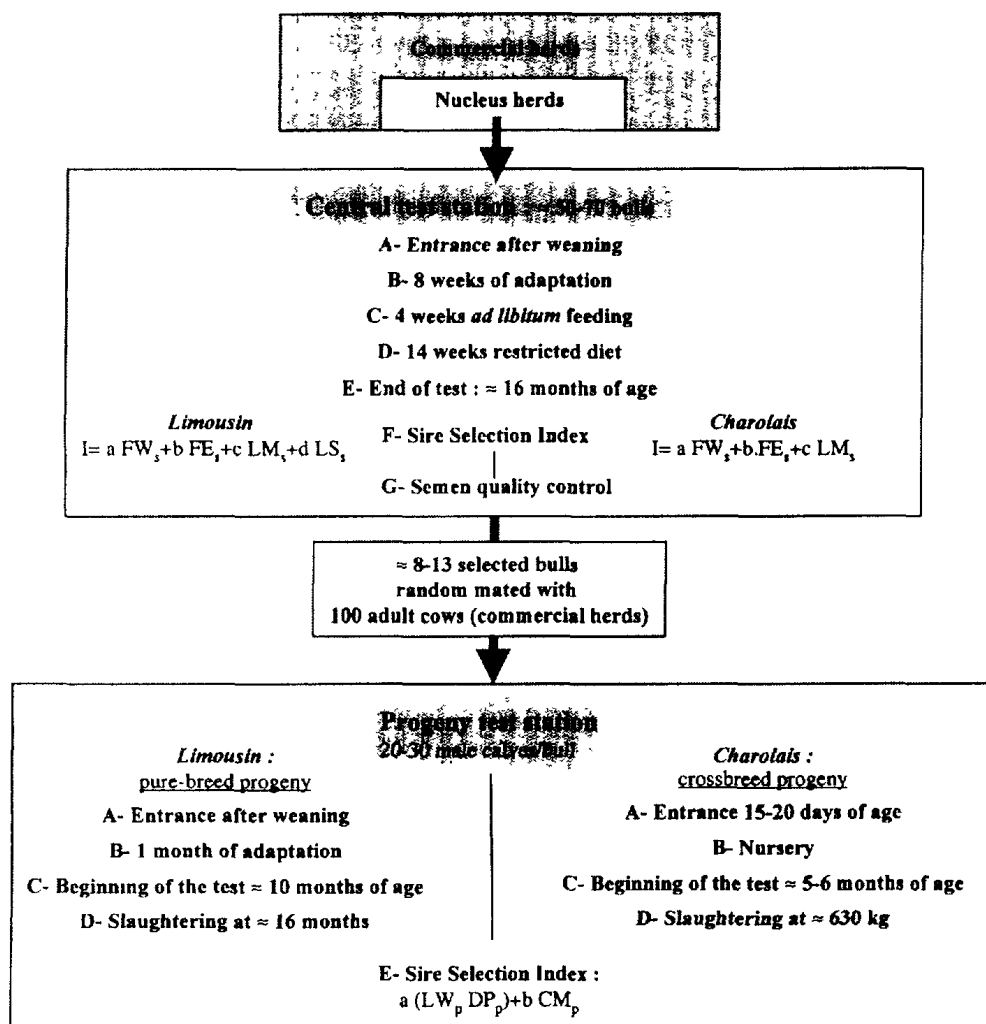 Commercial herds
Nucleus herds
Central test station : ≈ 50-70 bulls
A- Entrance after weaning
B- 8 weeks of adaptation
C- 4 weeks ad libitum feeding
D- 14 weeks restricted diet
E- End of test : ≈ 16 months of age
Limousin
I= a FWₛ+b FEₛ+c LMₛ+d LSₛ
F- Sire Selection Index
Charolais
I= a FWₛ+b.FEₛ+c LMₛ
G- Semen quality control
≈ 8-13 selected bulls
random mated with
100 adult cows (commercial herds)
Progeny test station
20-30 male calves/bull
Limousin :
pure-breed progeny
A- Entrance after weaning
B- 1 month of adaptation
C- Beginning of the test ≈ 10 months of age
D- Slaughtering at ≈ 16 months
Charolais :
crossbreed progeny
A- Entrance 15-20 days of age
B- Nursery
C- Beginning of the test ≈ 5-6 months of age
D- Slaughtering at ≈ 630 kg
E- Sire Selection Index :
a (LWₚ DPₚ)+b CMₚ